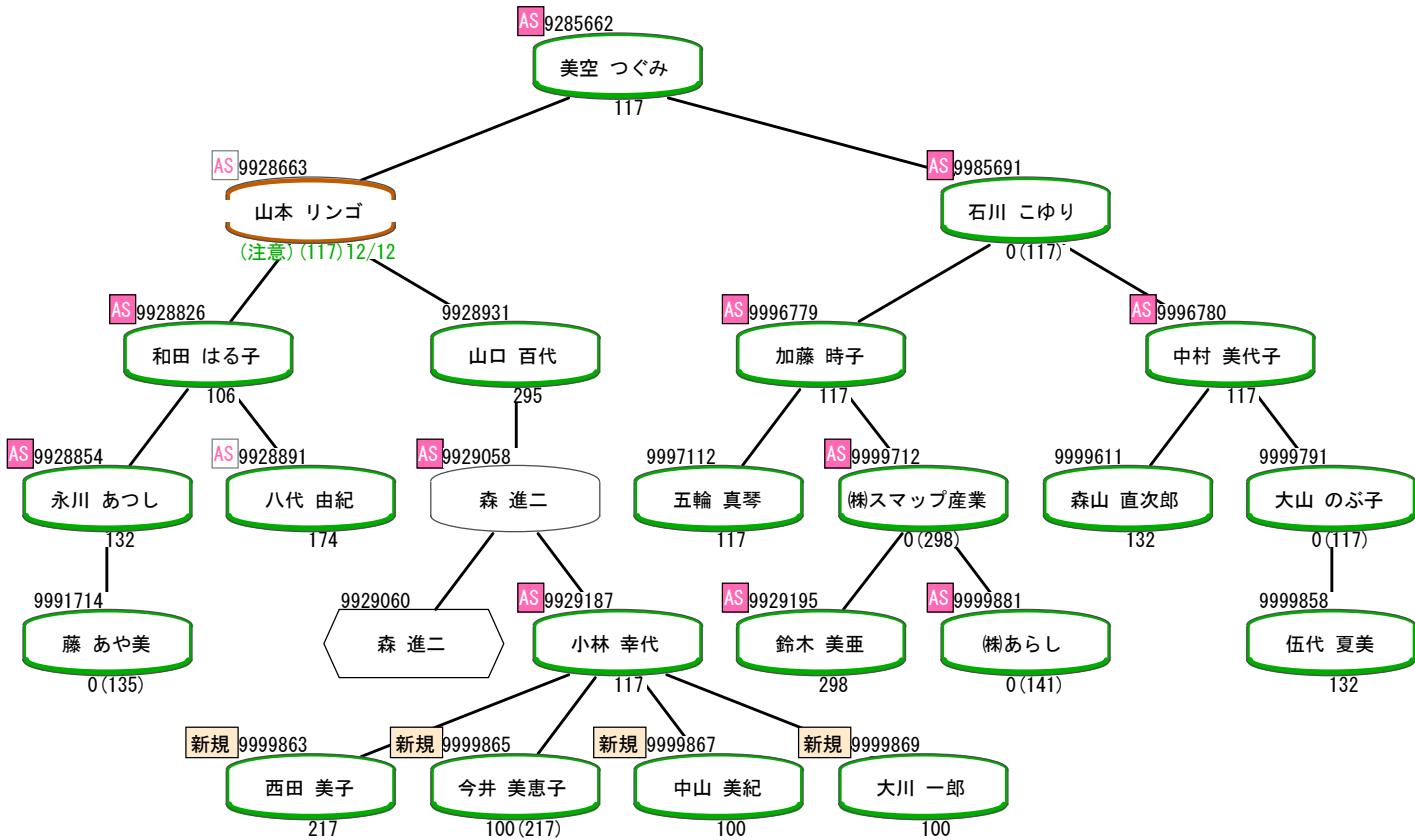 AS 9285662
美空 つぐみ
117
AS 9928663
山本 リンゴ
(注意)(117)12/12
AS 9985691
石川 こゆり
0(117)
AS 9928826
和田 はる子
106
9928931
山口 百代
295
AS 9996779
加藤 時子
117
AS 9996780
中村 美代子
117
AS 9928854
永川 あつし
132
AS 9928891
八代 由紀
174
AS 9929058
森 進二
9997112
五輪 真琴
117
AS 9999712
㈱スマップ産業
0(298)
9999611
森山 直次郎
132
9999791
大山 のぶ子
0(117)
9991714
藤 あや美
0(135)
9929060
森 進二
AS 9929187
小林 幸代
117
AS 9929195
鈴木 美亜
298
AS 9999881
㈱あらし
0(141)
9999858
伍代 夏美
132
新規 9999863
西田 美子
217
新規 9999865
今井 美恵子
100(217)
新規 9999867
中山 美紀
100
新規 9999869
大川 一郎
100